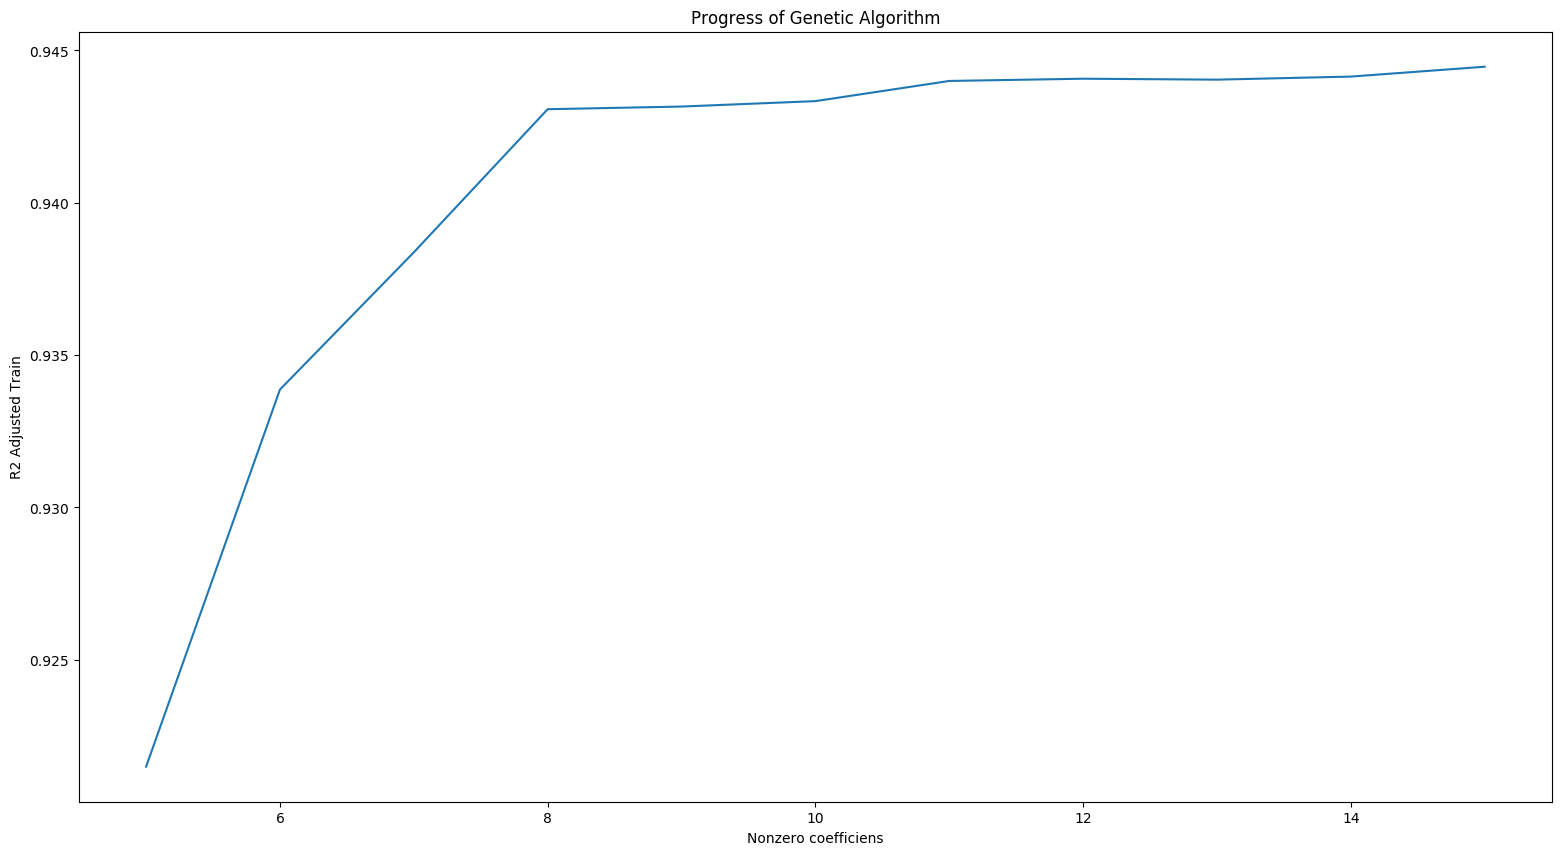 Progress of Genetic Algorithm
0.945
0.940
0.935
0.930
0.925
R2 Adjusted Train
6 8 10 12 14
Nonzero coefficiens